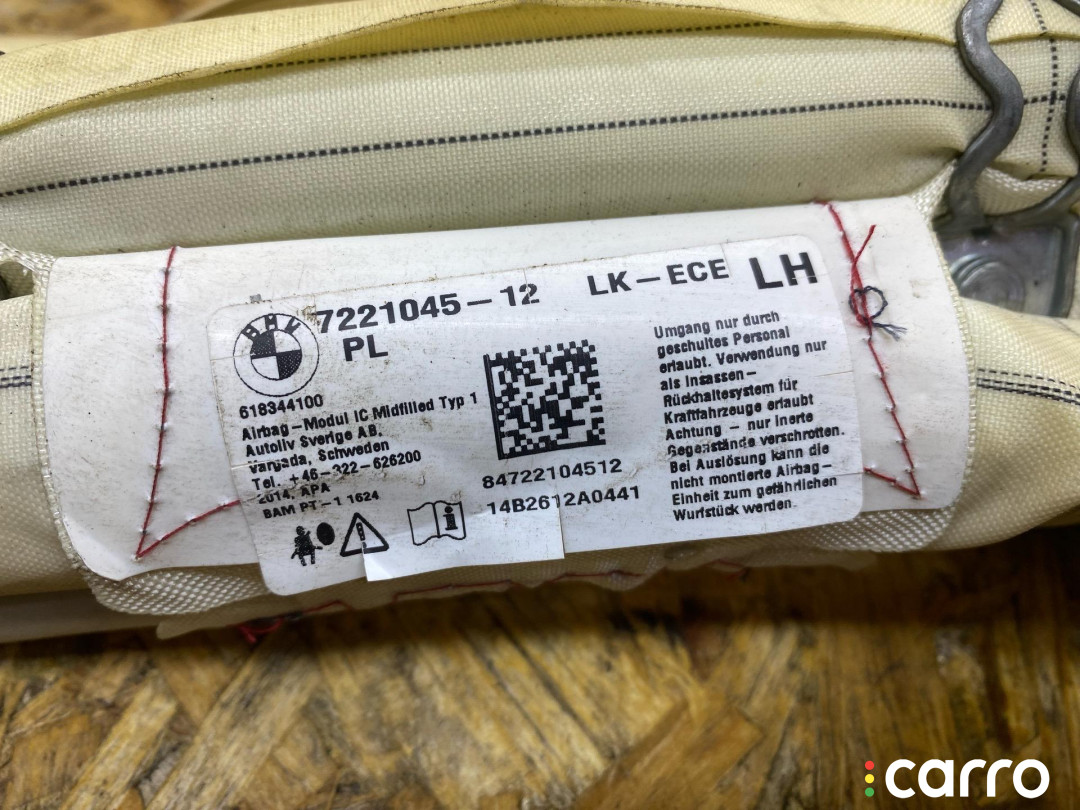 BMW
7221045-12 LK-ECE LH
PL
618344100
Airbag-Modul IC Midfilled Typ 1
Autoliv Sverige AB.
Vargada, Schweden
Tel. +46-322-626200
2014, APA
BAM PT-1 1624
84722104512
14B2612A0441
Umgang nur durch
geschultes Personal
erlaubt. Verwendung nur
als Insassen-
Rückhaltesystem für
Kraftfahrzeuge erlaubt
Achtung - nur inerte
Gegenstände verschrotten.
Bei Auslösung kann die
nicht montierte Airbag-
Einheit zum gefährlichen
Wurfstück werden.
carro